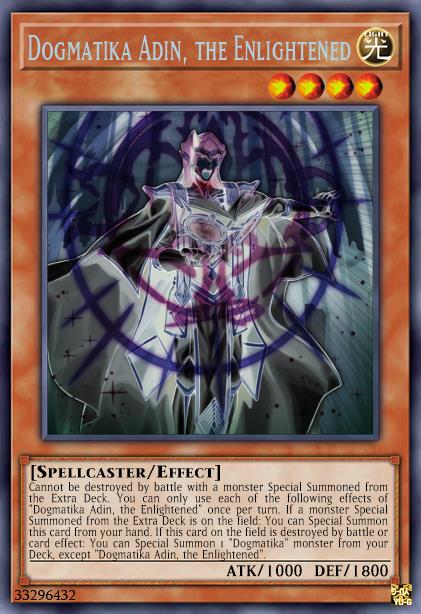 DOGMATIKA ADIN, THE ENLIGHTENED
LIGHT
光
[SPELLCASTER/EFFECT]
Cannot be destroyed by battle with a monster Special Summoned from
the Extra Deck. You can only use each of the following effects of
"Dogmatika Adin, the Enlightened" once per turn. If a monster Special
Summoned from the Extra Deck is on the field: You can Special Summon
this card from your hand. If this card on the field is destroyed by battle or
card effect: You can Special Summon 1 "Dogmatika" monster from your
Deck, except "Dogmatika Adin, the Enlightened".
ATK/1000 DEF/1800
33296432